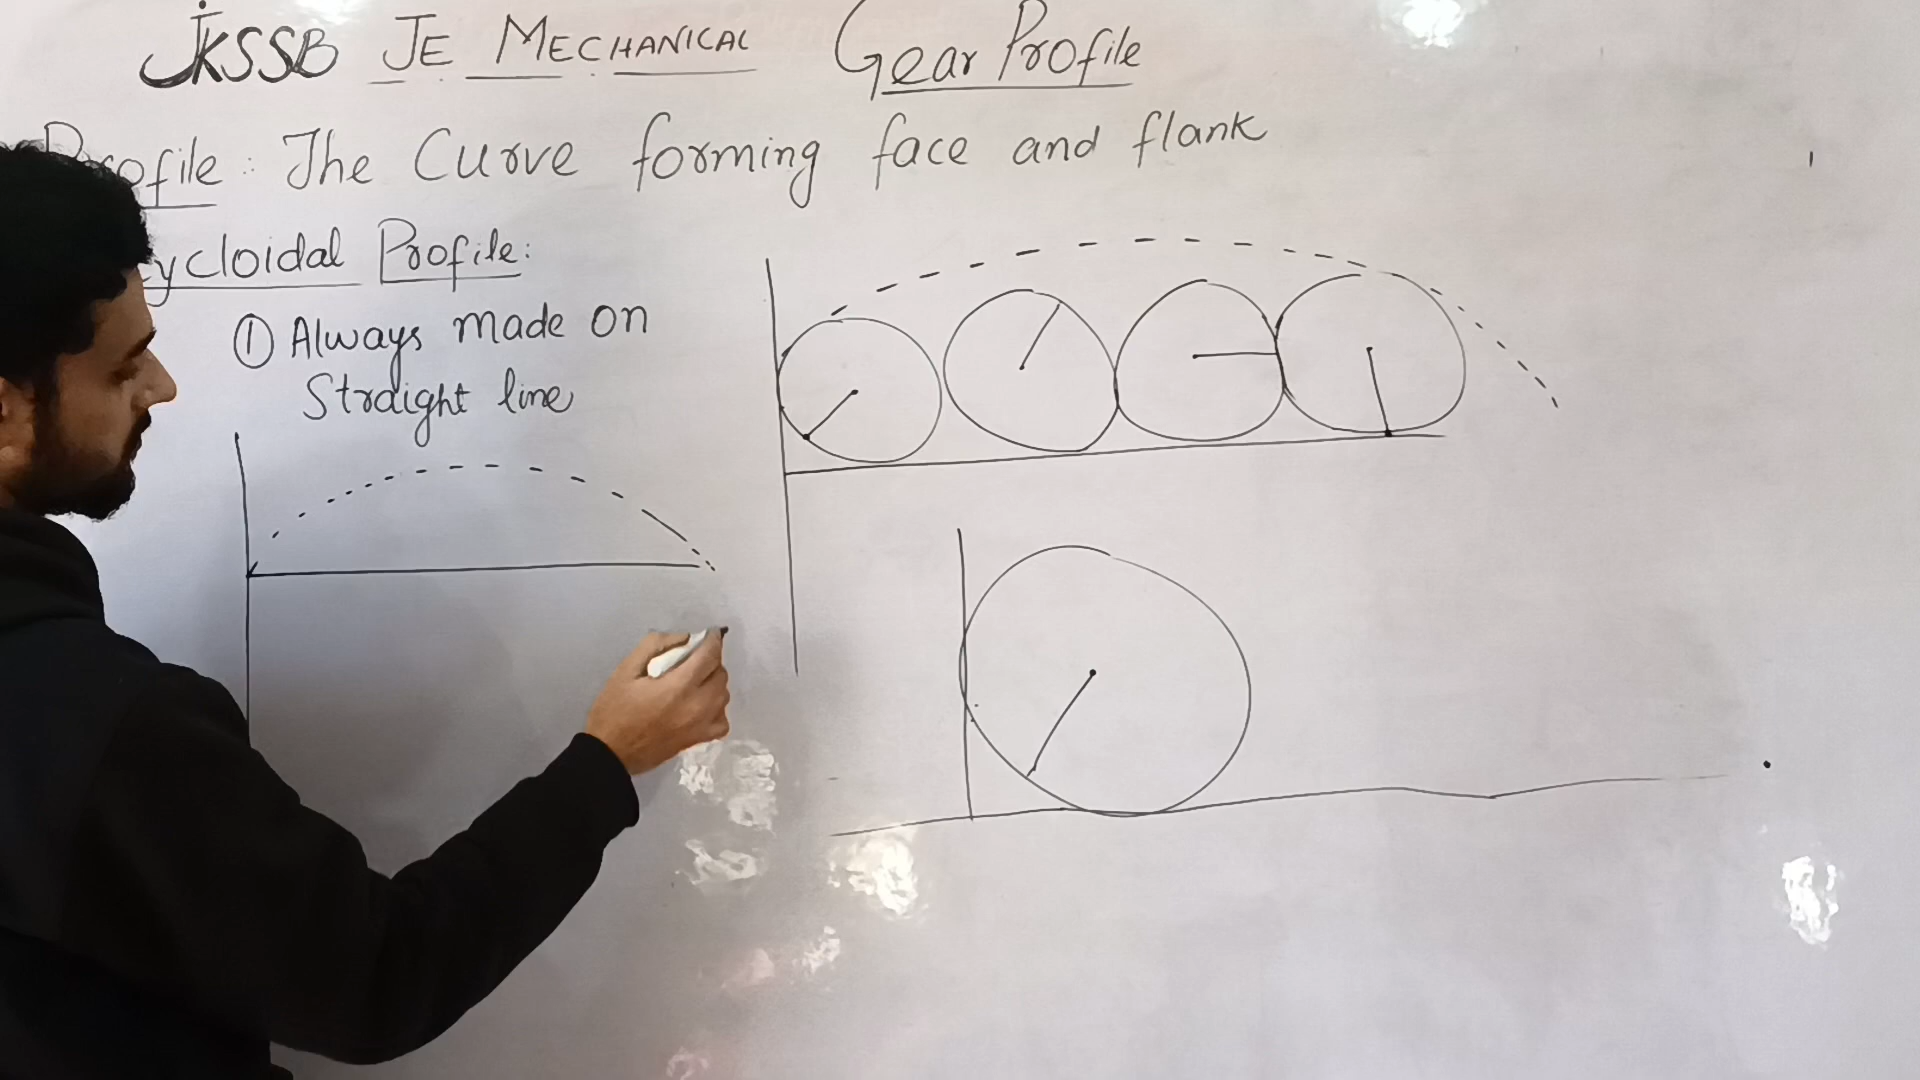 JKSSB JE MECHANICAL Gear Profile
Profile: The Curve forming face and flank
ycloidal Profile:
① Always made on
Straight line